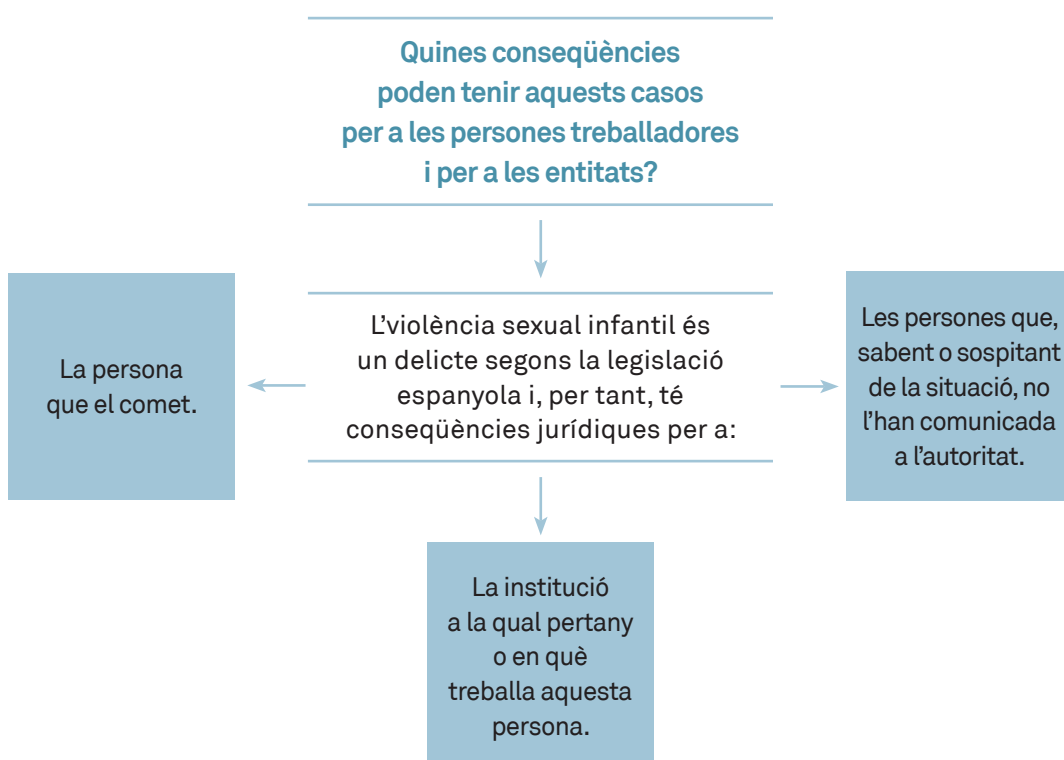 Quines conseqüències
poden tenir aquests casos
per a les persones treballadores
i per a les entitats?
L’violència sexual infantil és
un delicte segons la legislació
espanyola i, per tant, té
conseqüències jurídiques per a:
La persona
que el comet.
Les persones que,
sabent o sospitant
de la situació, no
l’han comunicada
a l’autoritat.
La institució
a la qual pertany
o en què
treballa aquesta
persona.